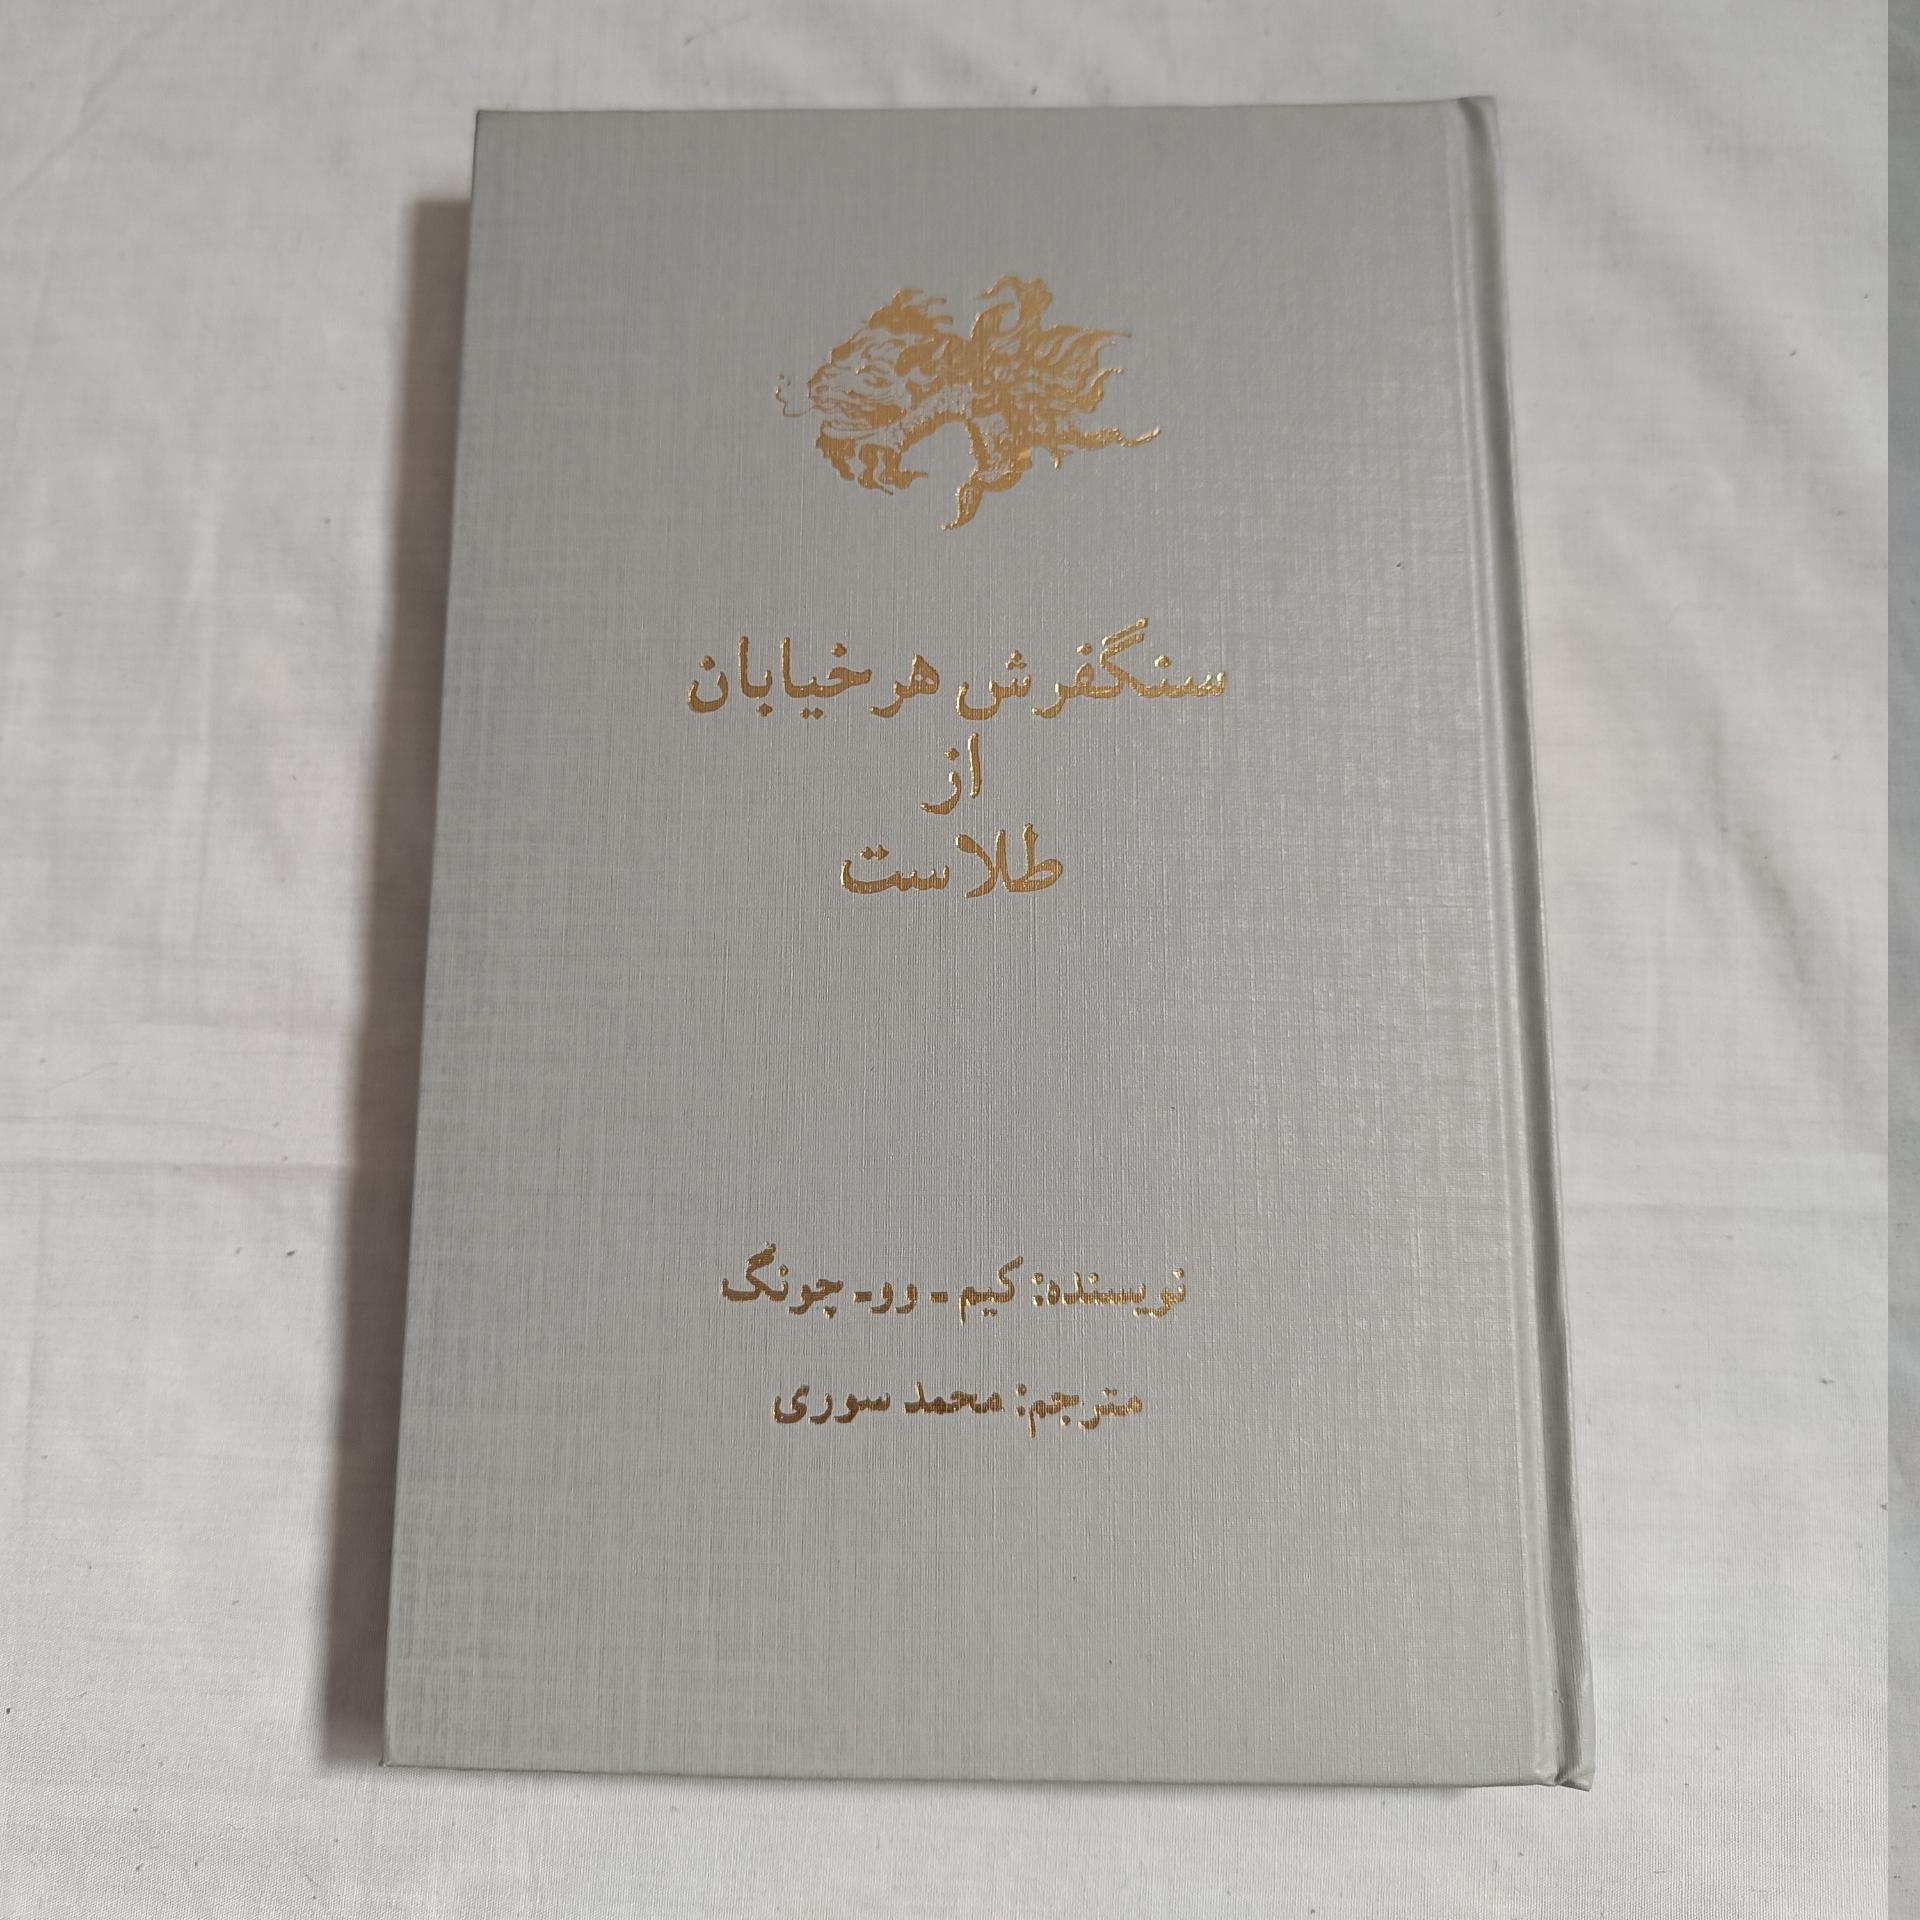 سنگفرش هر خیابان
از
طلاست
نویسنده: کیم - وو - چونگ
مترجم: محمد سوری